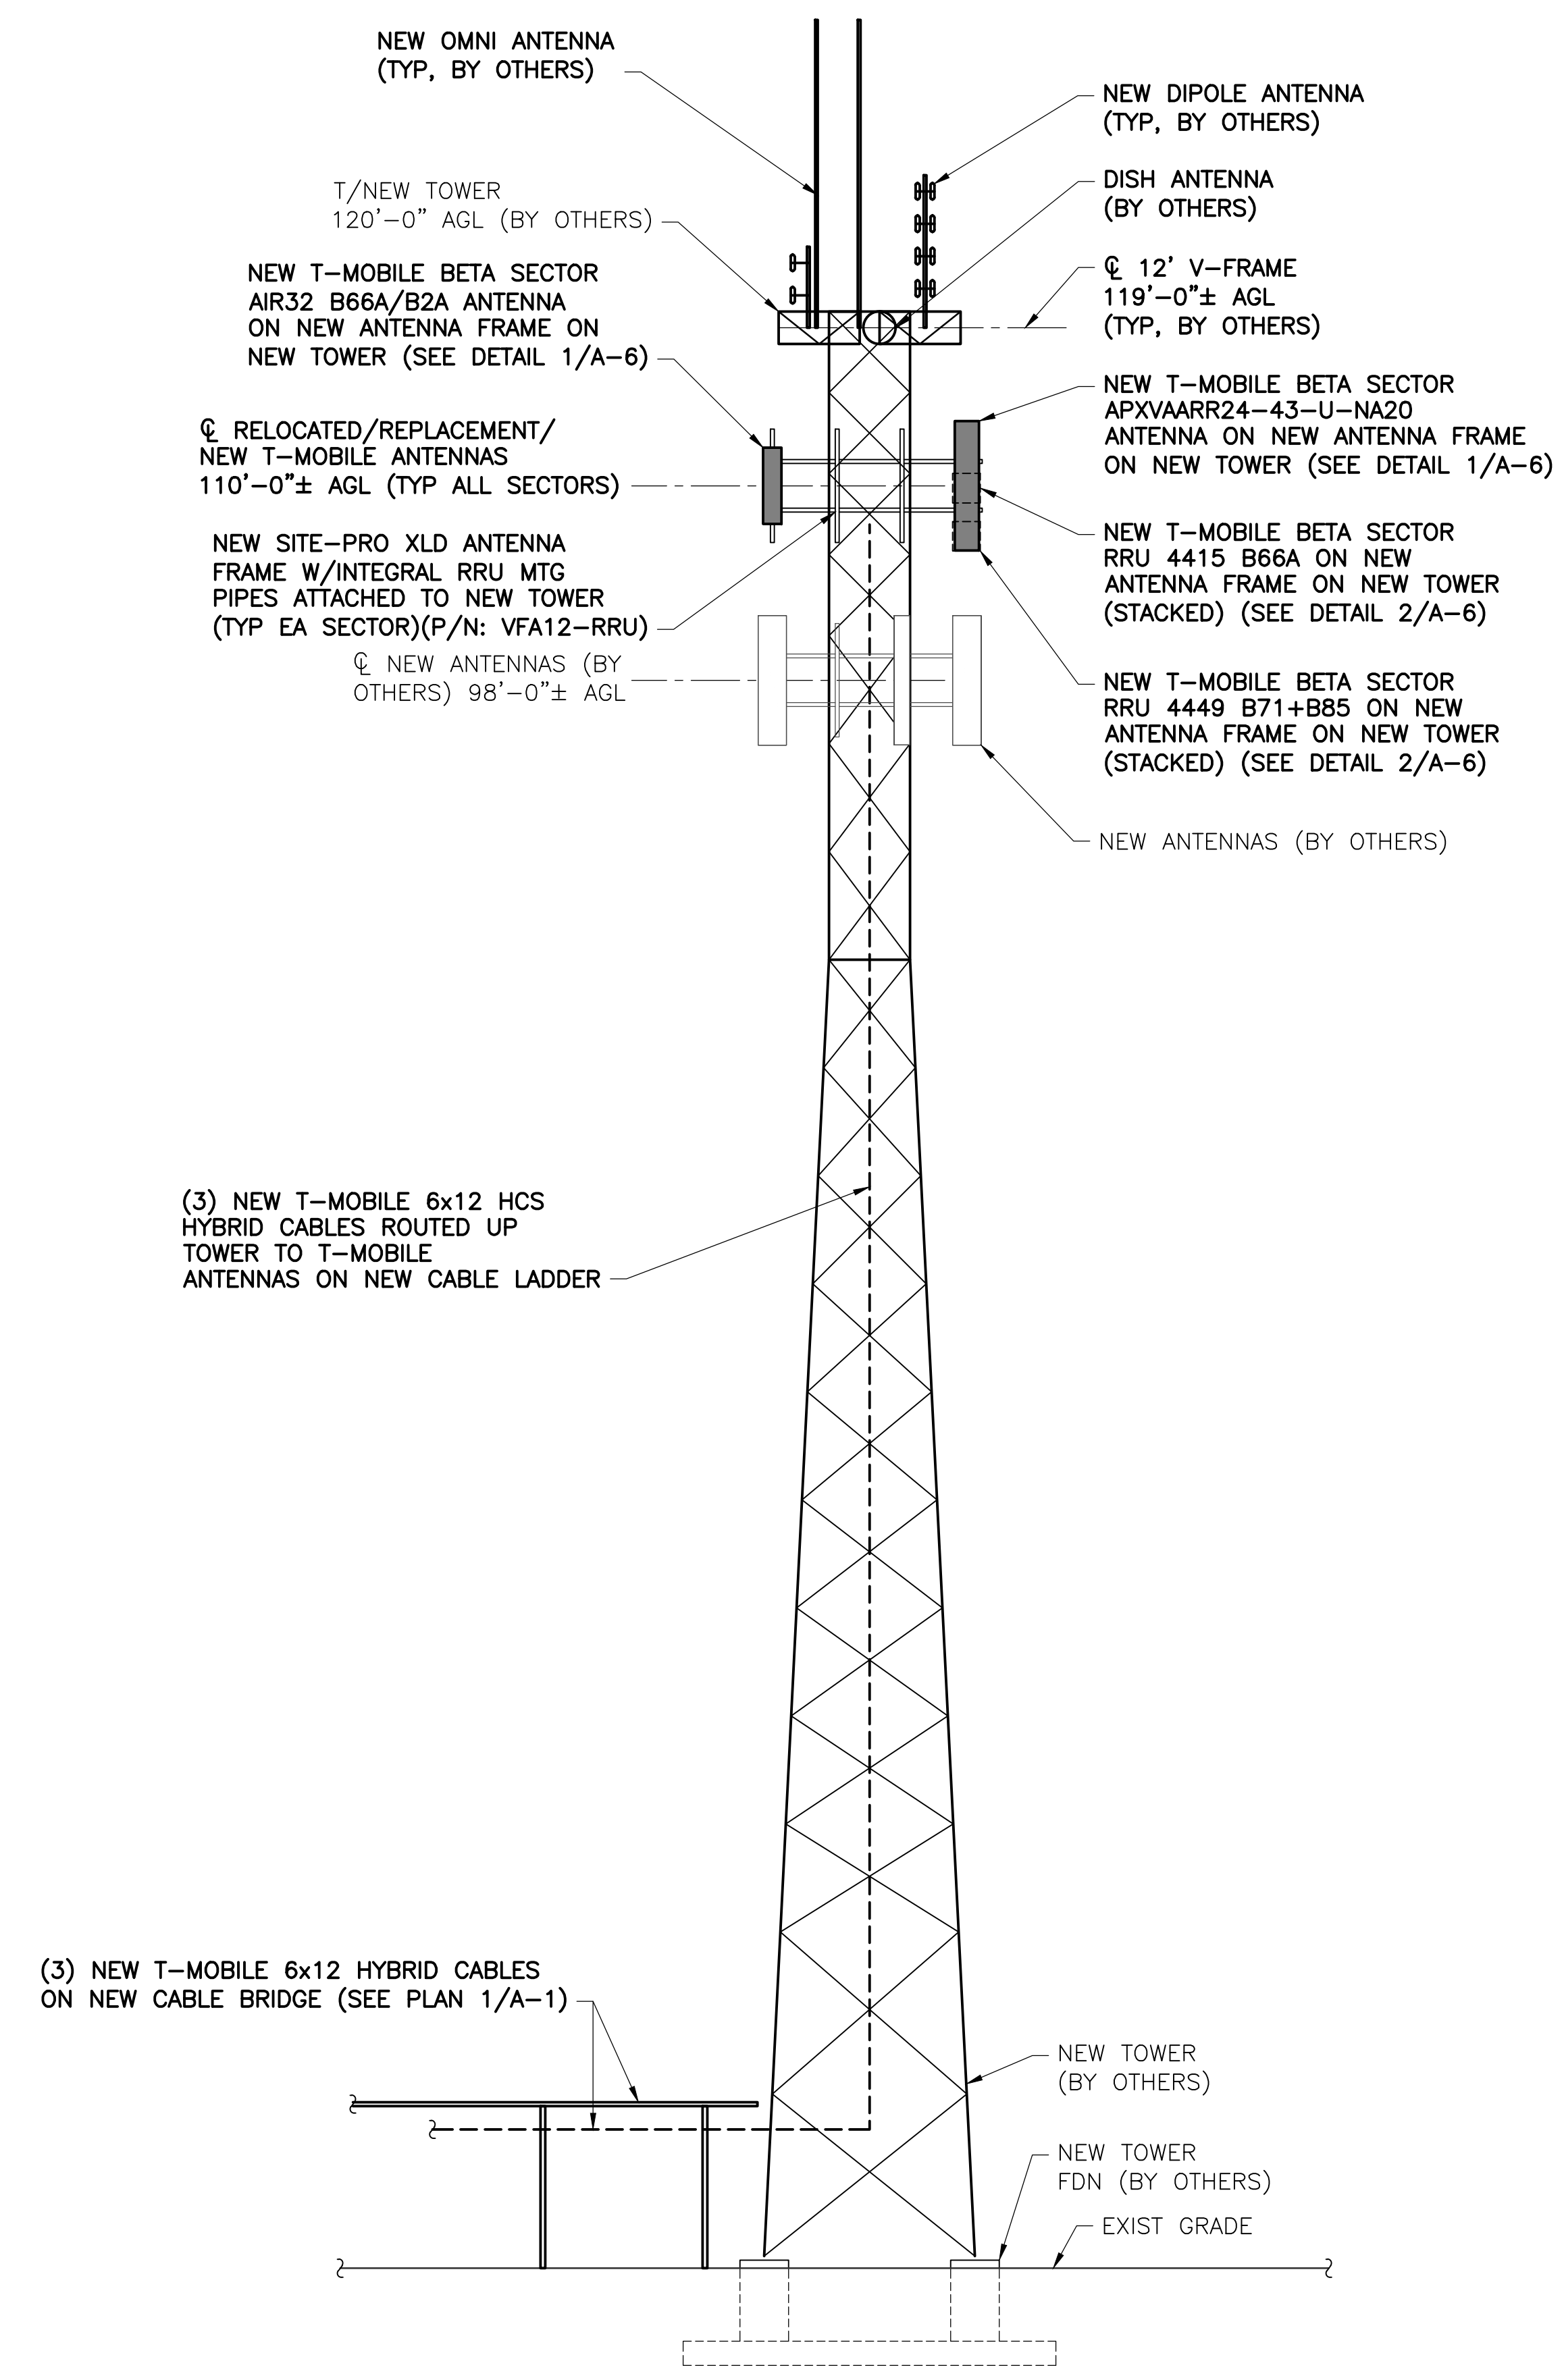 NEW OMNI ANTENNA
(TYP, BY OTHERS)
NEW DIPOLE ANTENNA
(TYP, BY OTHERS)
T/NEW TOWER
120'-0" AGL (BY OTHERS)
DISH ANTENNA
(BY OTHERS)
NEW T-MOBILE BETA SECTOR
AIR32 B66A/B2A ANTENNA
ON NEW ANTENNA FRAME ON
NEW TOWER (SEE DETAIL 1/A-6)
℄ 12' V-FRAME
119'-0"± AGL
(TYP, BY OTHERS)
℄ RELOCATED/REPLACEMENT/
NEW T-MOBILE ANTENNAS
110'-0"± AGL (TYP ALL SECTORS)
NEW T-MOBILE BETA SECTOR
APXVAARR24-43-U-NA20
ANTENNA ON NEW ANTENNA FRAME
ON NEW TOWER (SEE DETAIL 1/A-6)
NEW SITE-PRO XLD ANTENNA
FRAME W/INTEGRAL RRU MTG
PIPES ATTACHED TO NEW TOWER
(TYP EA SECTOR)(P/N: VFA12-RRU)
NEW T-MOBILE BETA SECTOR
RRU 4415 B66A ON NEW
ANTENNA FRAME ON NEW TOWER
(STACKED) (SEE DETAIL 2/A-6)
℄ NEW ANTENNAS (BY
OTHERS) 98'-0"± AGL
NEW T-MOBILE BETA SECTOR
RRU 4449 B71+B85 ON NEW
ANTENNA FRAME ON NEW TOWER
(STACKED) (SEE DETAIL 2/A-6)
NEW ANTENNAS (BY OTHERS)
(3) NEW T-MOBILE 6x12 HCS
HYBRID CABLES ROUTED UP
TOWER TO T-MOBILE
ANTENNAS ON NEW CABLE LADDER
(3) NEW T-MOBILE 6x12 HYBRID CABLES
ON NEW CABLE BRIDGE (SEE PLAN 1/A-1)
NEW TOWER
(BY OTHERS)
NEW TOWER
FDN (BY OTHERS)
EXIST GRADE